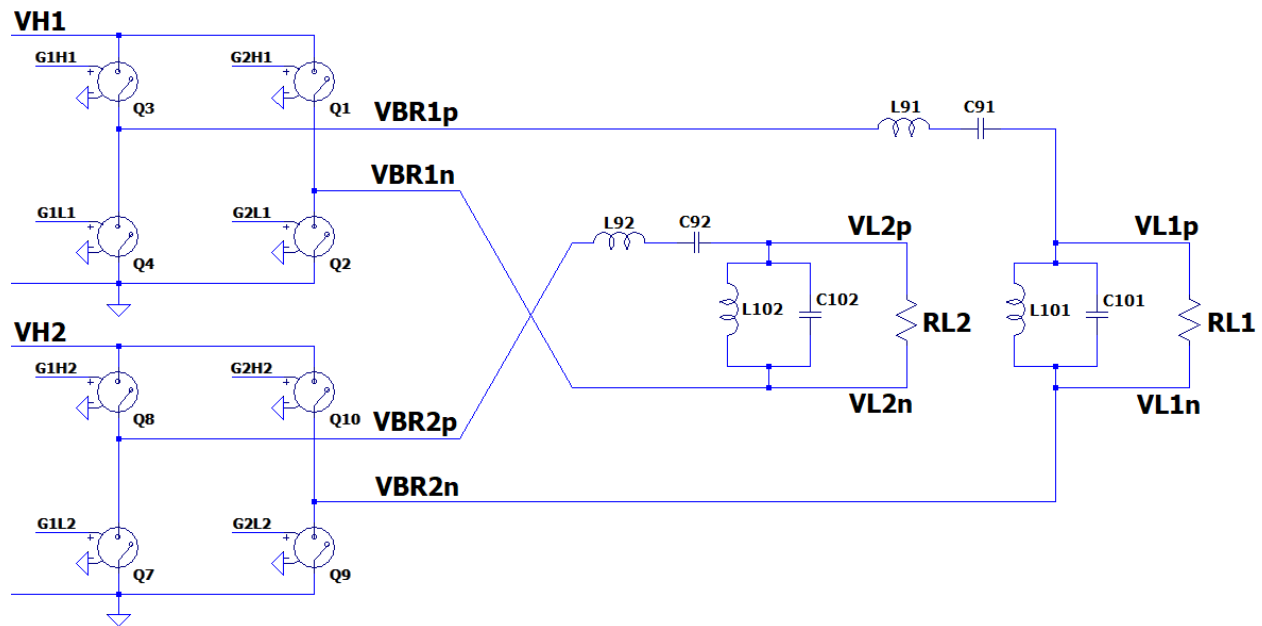 VH1
G1H1
+
Q3
G2H1
+
Q1
VBR1p
L91
C91
VBR1n
G1L1
+
Q4
G2L1
+
Q2
L92
C92
VL2p
VL1p
L102
C102
RL2
L101
C101
RL1
VH2
G1H2
+
Q8
G2H2
+
Q10
VBR2p
VL2n
VL1n
VBR2n
G1L2
+
Q7
G2L2
+
Q9